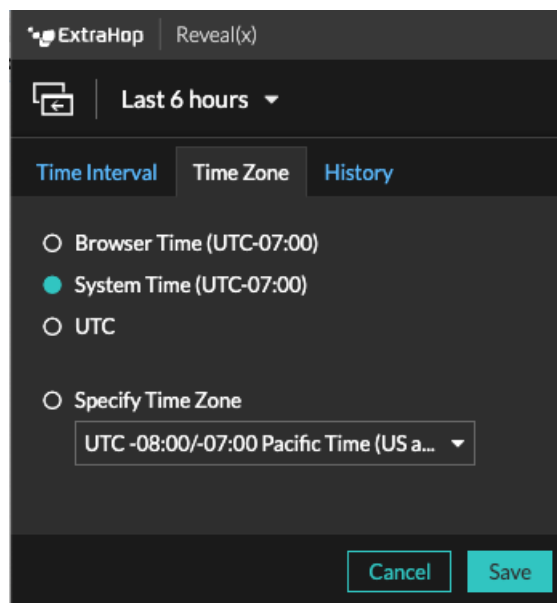 ExtraHop Reveal(x)
Last 6 hours
Time Interval Time Zone History
Browser Time (UTC-07:00)
System Time (UTC-07:00)
UTC
Specify Time Zone
UTC -08:00/-07:00 Pacific Time (US a...
Cancel Save